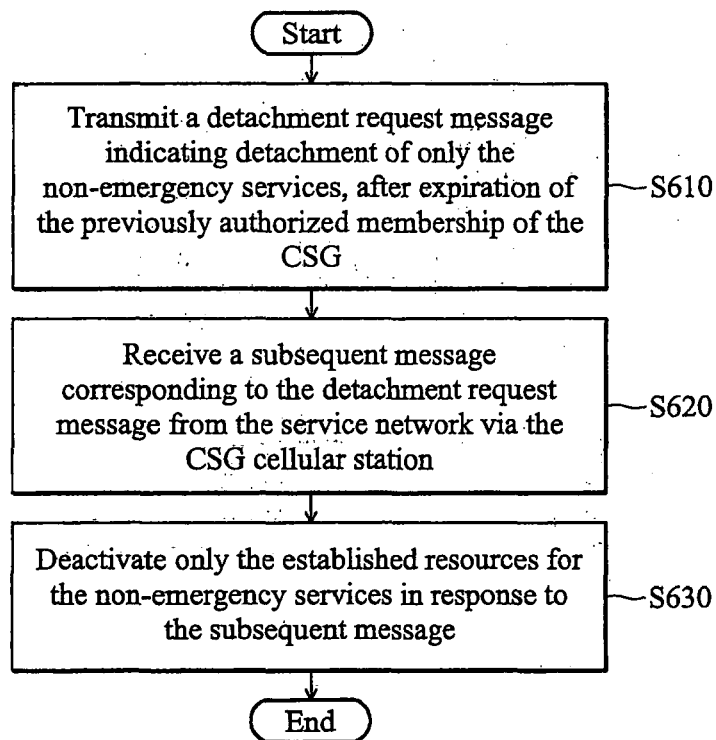 Start
Transmit a detachment request message
indicating detachment of only the
non-emergency services, after expiration of
the previously authorized membership of the
CSG
S610
Receive a subsequent message
corresponding to the detachment request
message from the service network via the
CSG cellular station
S620
Deactivate only the established resources for
the non-emergency services in response to
the subsequent message
S630
End